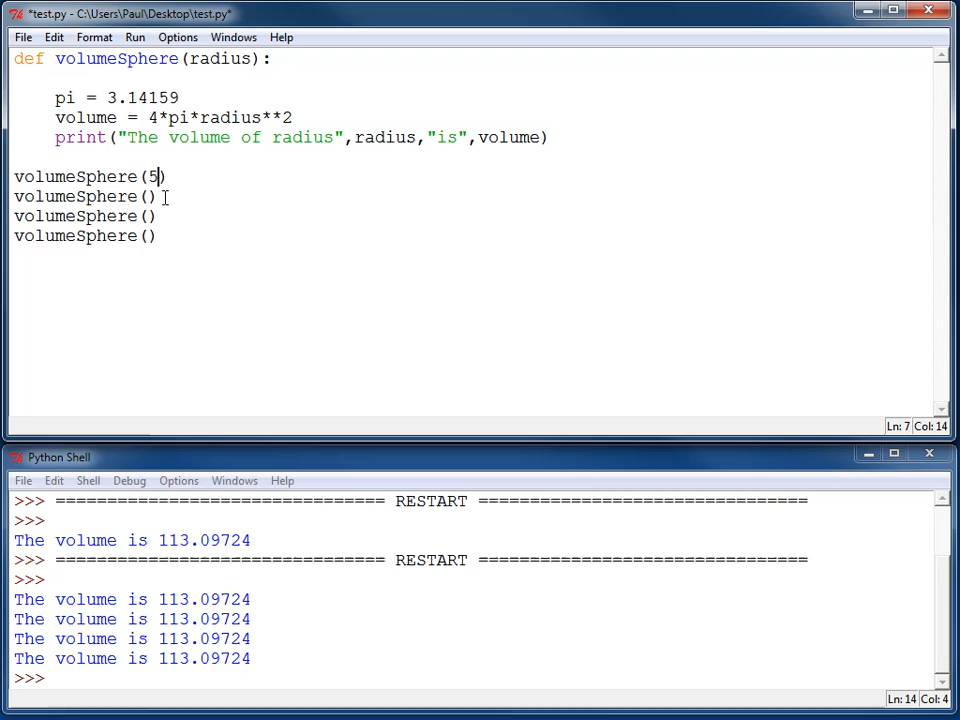 *test.py - C:\Users\Paul\Desktop\test.py*
File Edit Format Run Options Windows Help
def volumeSphere(radius):
pi = 3.14159
volume = 4*pi*radius**2
print("The volume of radius",radius,"is",volume)
volumeSphere(5)
volumeSphere()
volumeSphere()
volumeSphere()
Ln: 7 Col: 14
Python Shell
File Edit Shell Debug Options Windows Help
>>> ================================ RESTART ================================
>>>
The volume is 113.09724
>>> ================================ RESTART ================================
>>>
The volume is 113.09724
The volume is 113.09724
The volume is 113.09724
The volume is 113.09724
>>>
Ln: 14 Col: 4